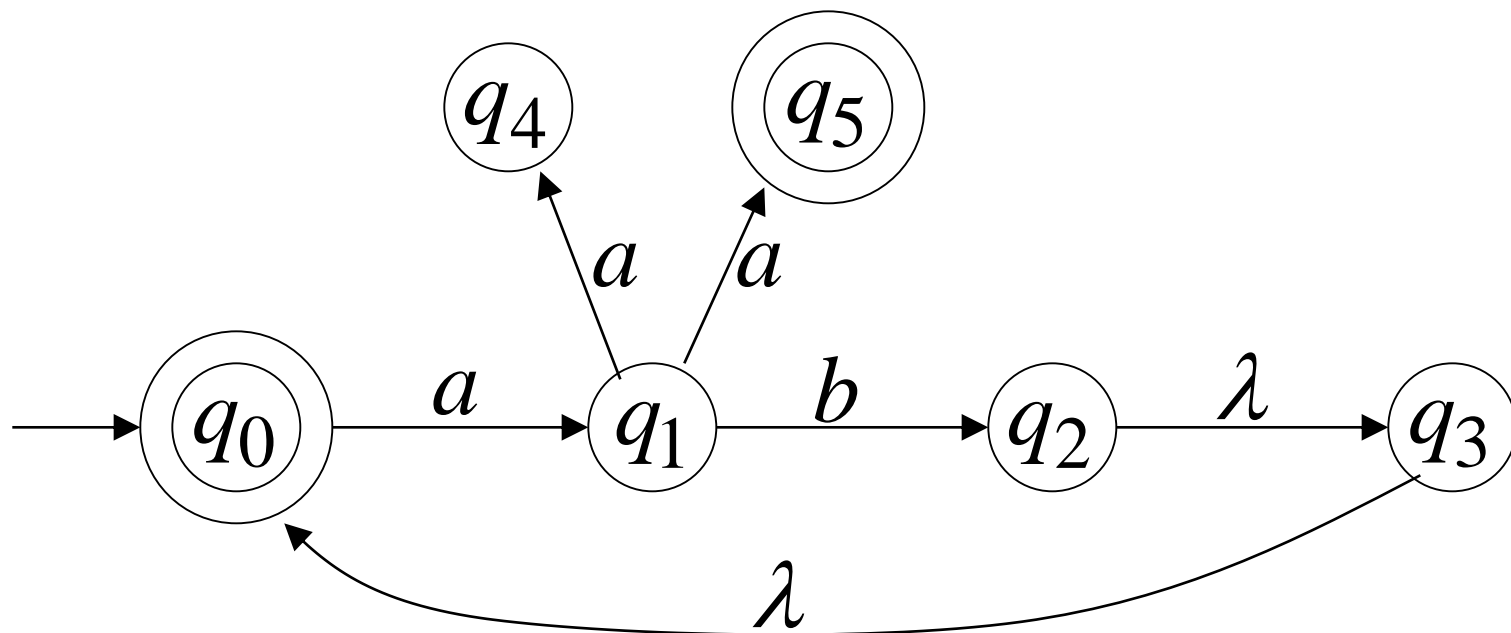 q₄ q₅
a a
a b λ
q₀ q₁ q₂ q₃
λ